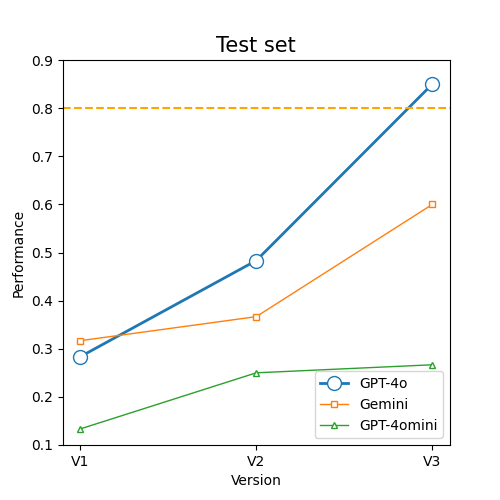 Test set
Performance
0.9
0.8
0.7
0.6
0.5
0.4
0.3
0.2
0.1
GPT-4o
Gemini
GPT-4omini
V1 V2 V3
Version